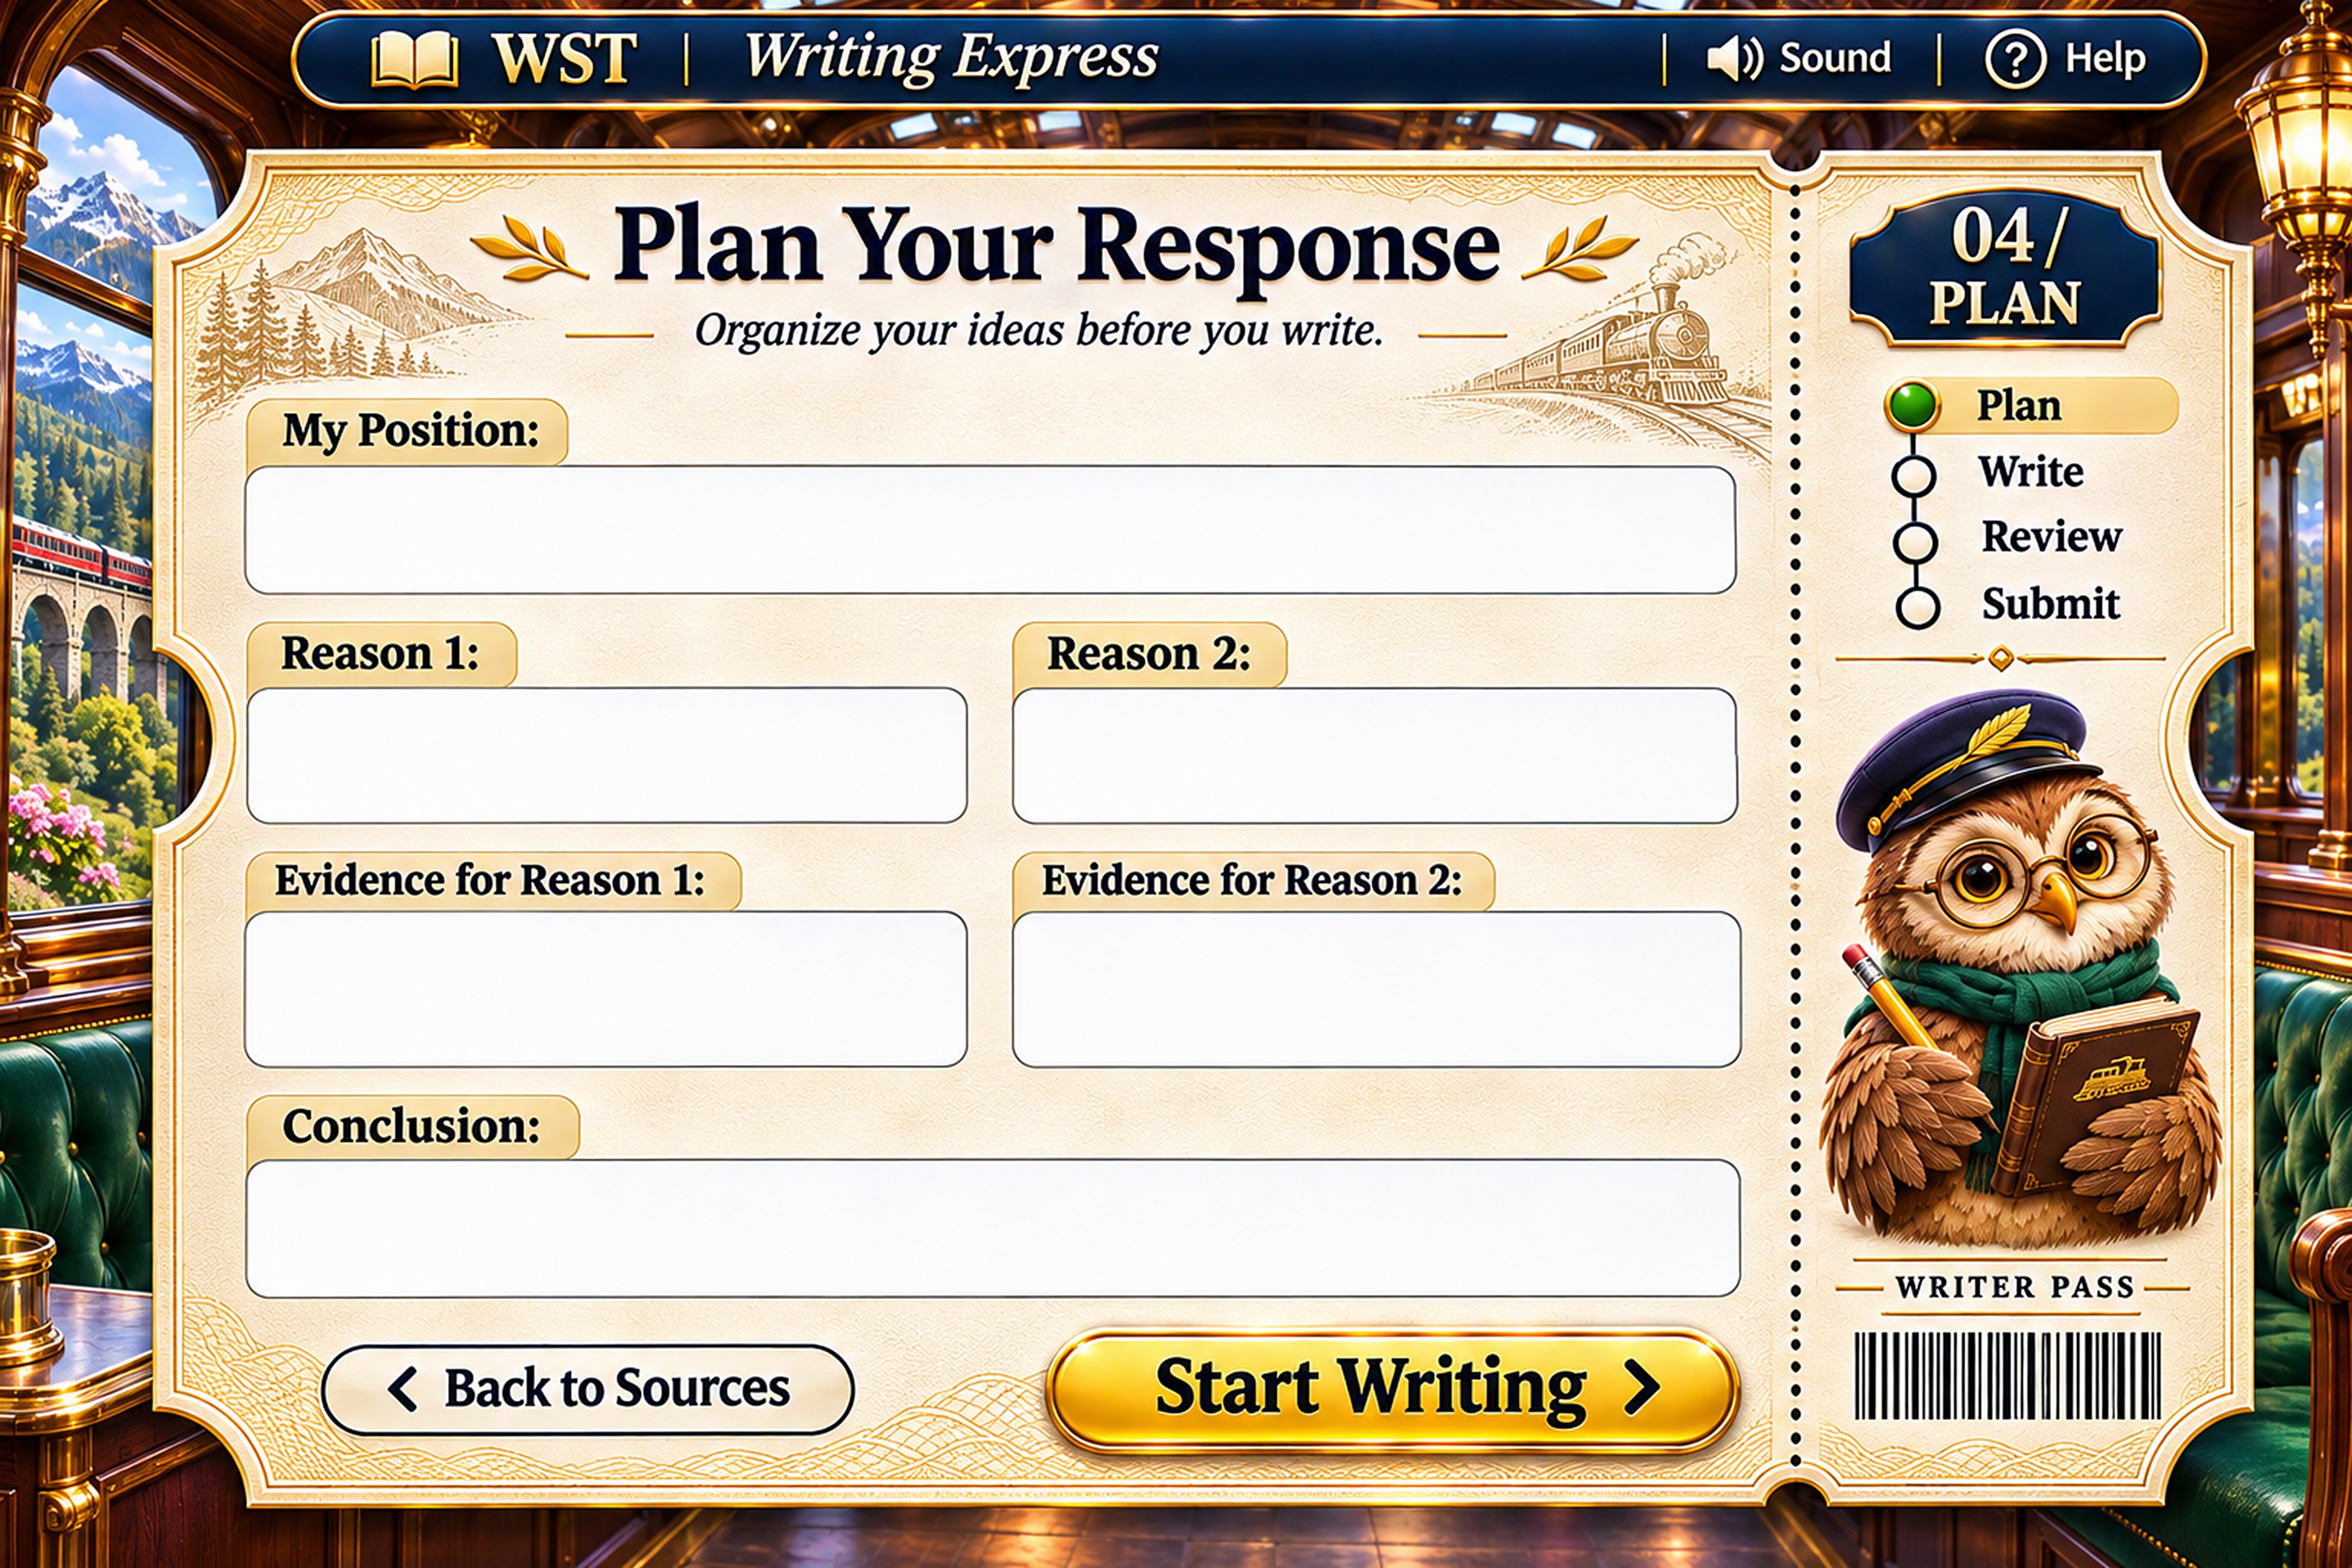 WST
Writing Express
Sound
Help
Plan Your Response
Organize your ideas before you write.
My Position:
Reason 1:
Reason 2:
Evidence for Reason 1:
Evidence for Reason 2:
Conclusion:
Back to Sources
Start Writing
04/
PLAN
Plan
Write
Review
Submit
WRITER PASS